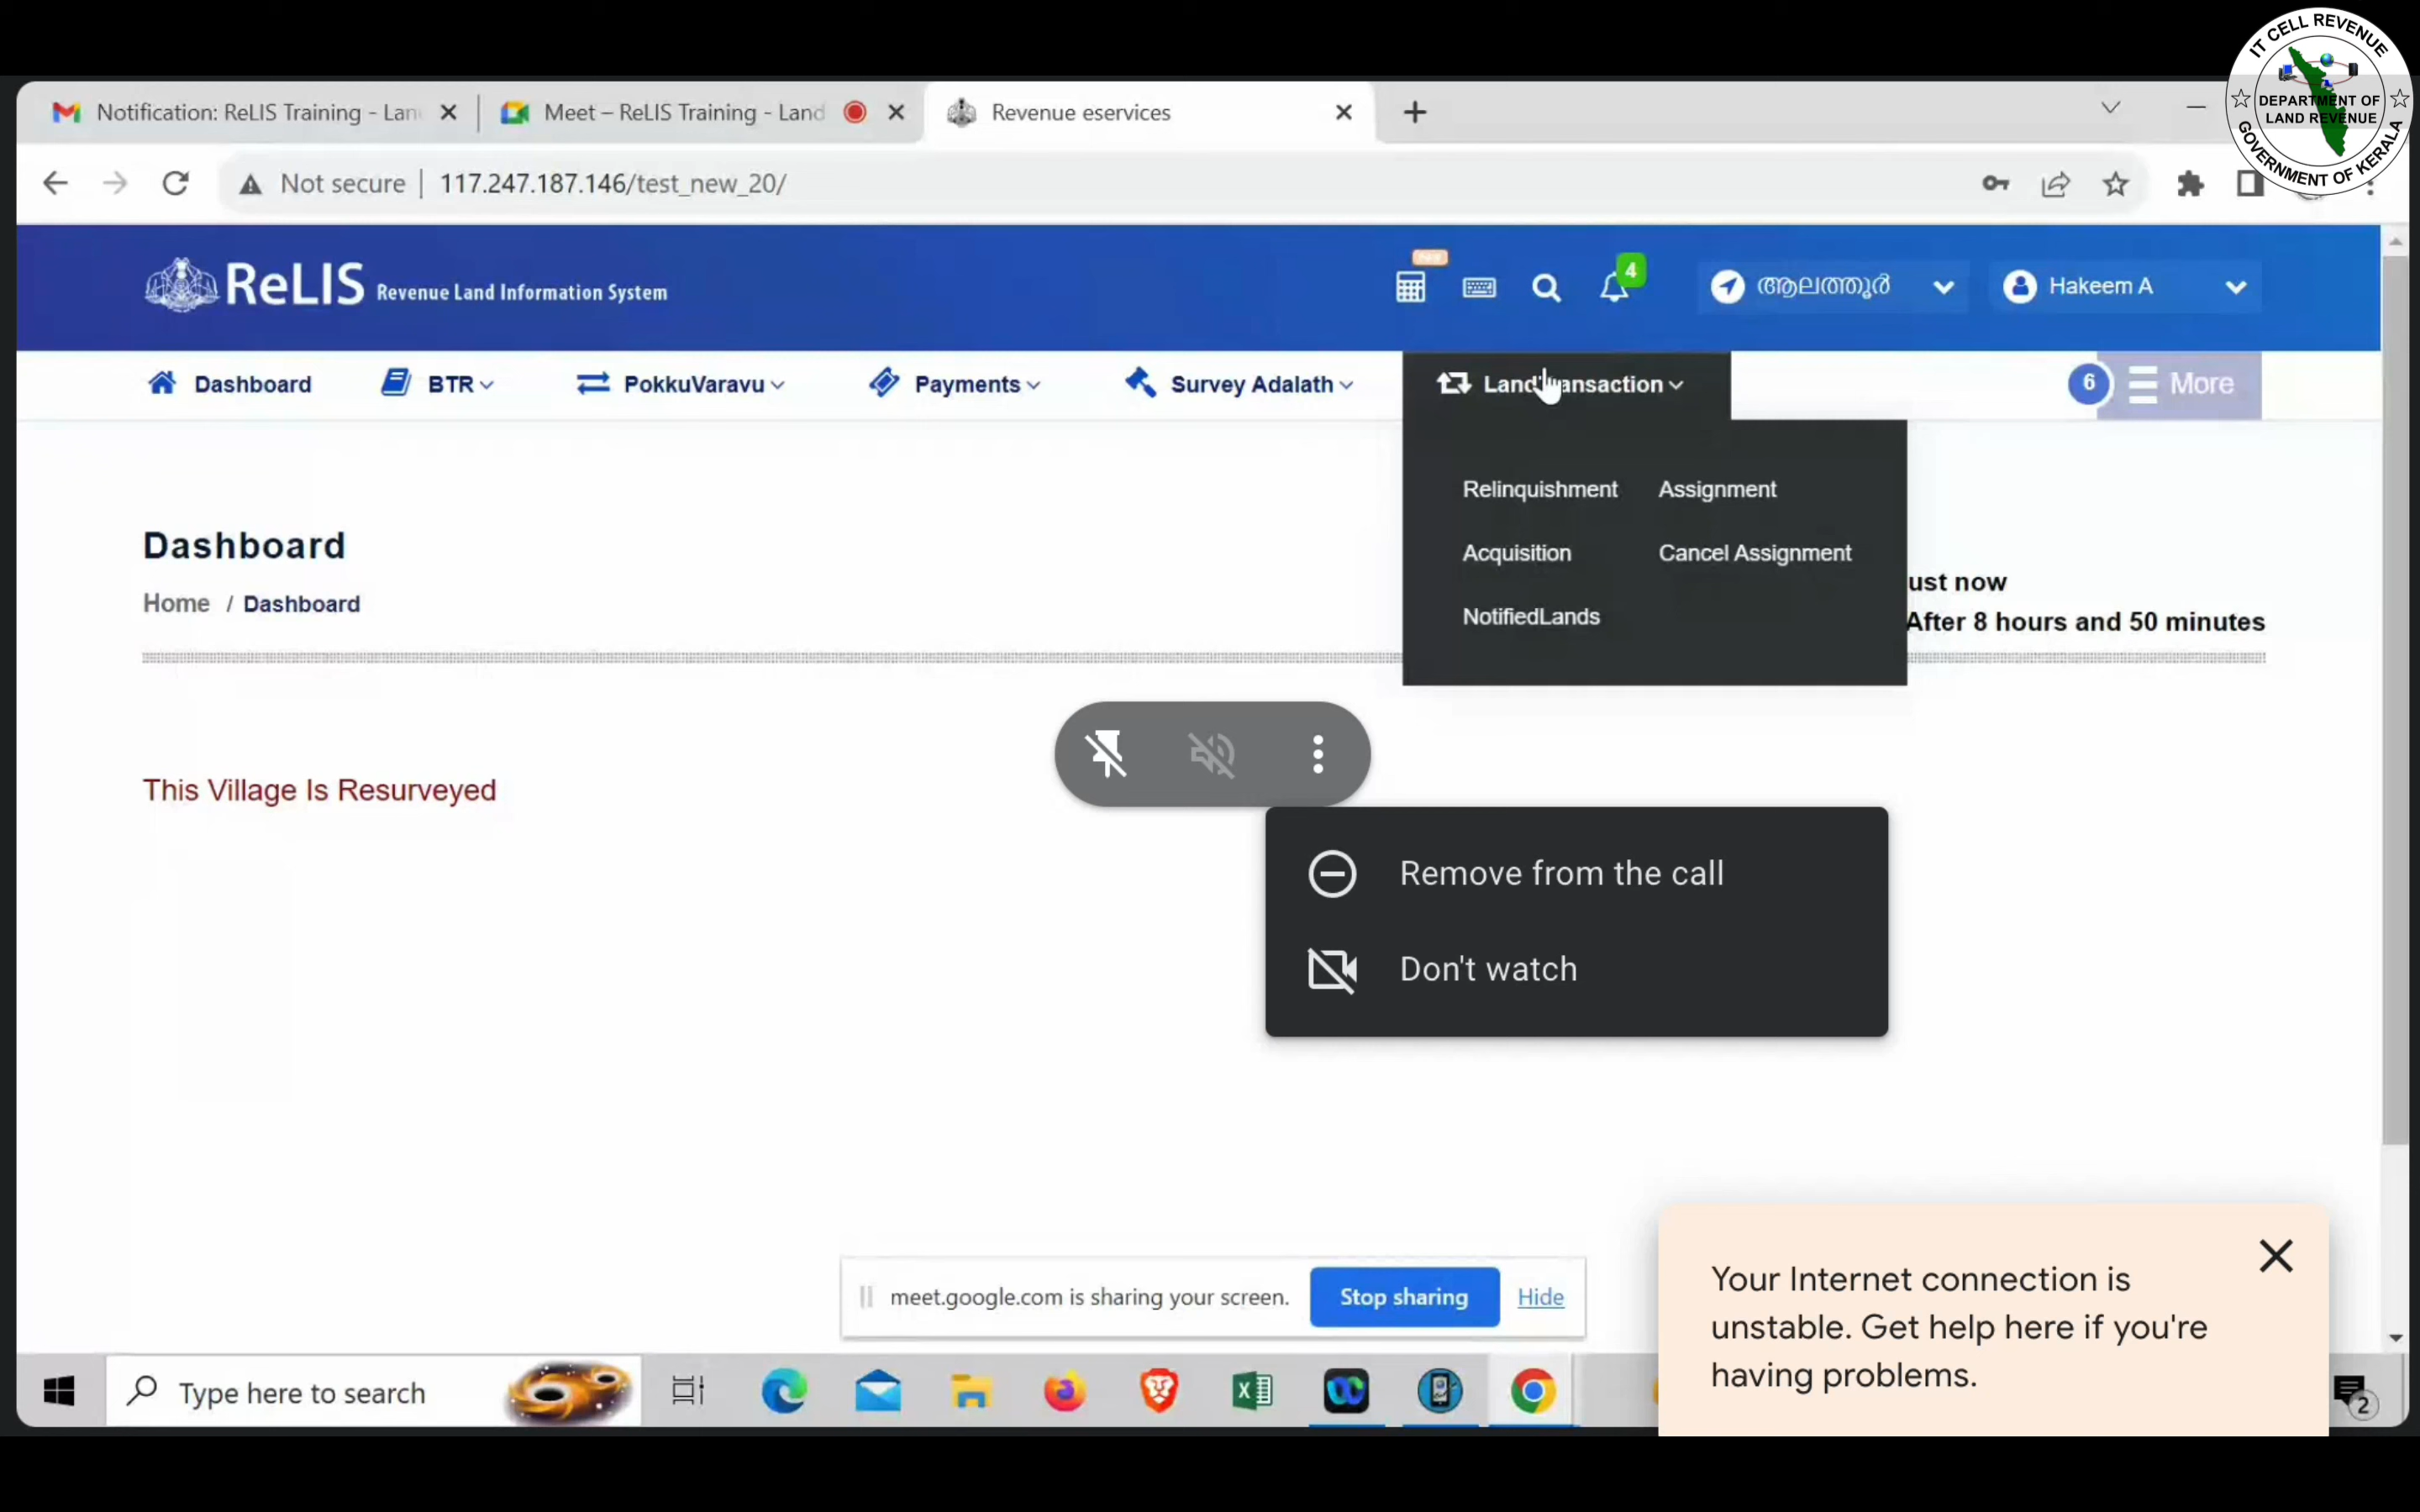 IT CELL REVENUE
DEPARTMENT OF
LAND REVENUE
GOVERNMENT OF KERALA
Notification: ReLIS Training - Lan
Meet – ReLIS Training - Land
Revenue eservices
Not secure
117.247.187.146/test_new_20/
ReLIS Revenue Land Information System
4
ആലത്തൂർ
Hakeem A
Dashboard
BTR
PokkuVaravu
Payments
Survey Adalath
6
More
Relinquishment
Assignment
Acquisition
Cancel Assignment
NotifiedLands
Dashboard
Home / Dashboard
ust now
After 8 hours and 50 minutes
This Village Is Resurveyed
Remove from the call
Don't watch
meet.google.com is sharing your screen.
Stop sharing
Hide
Your Internet connection is
unstable. Get help here if you're
having problems.
Type here to search
2